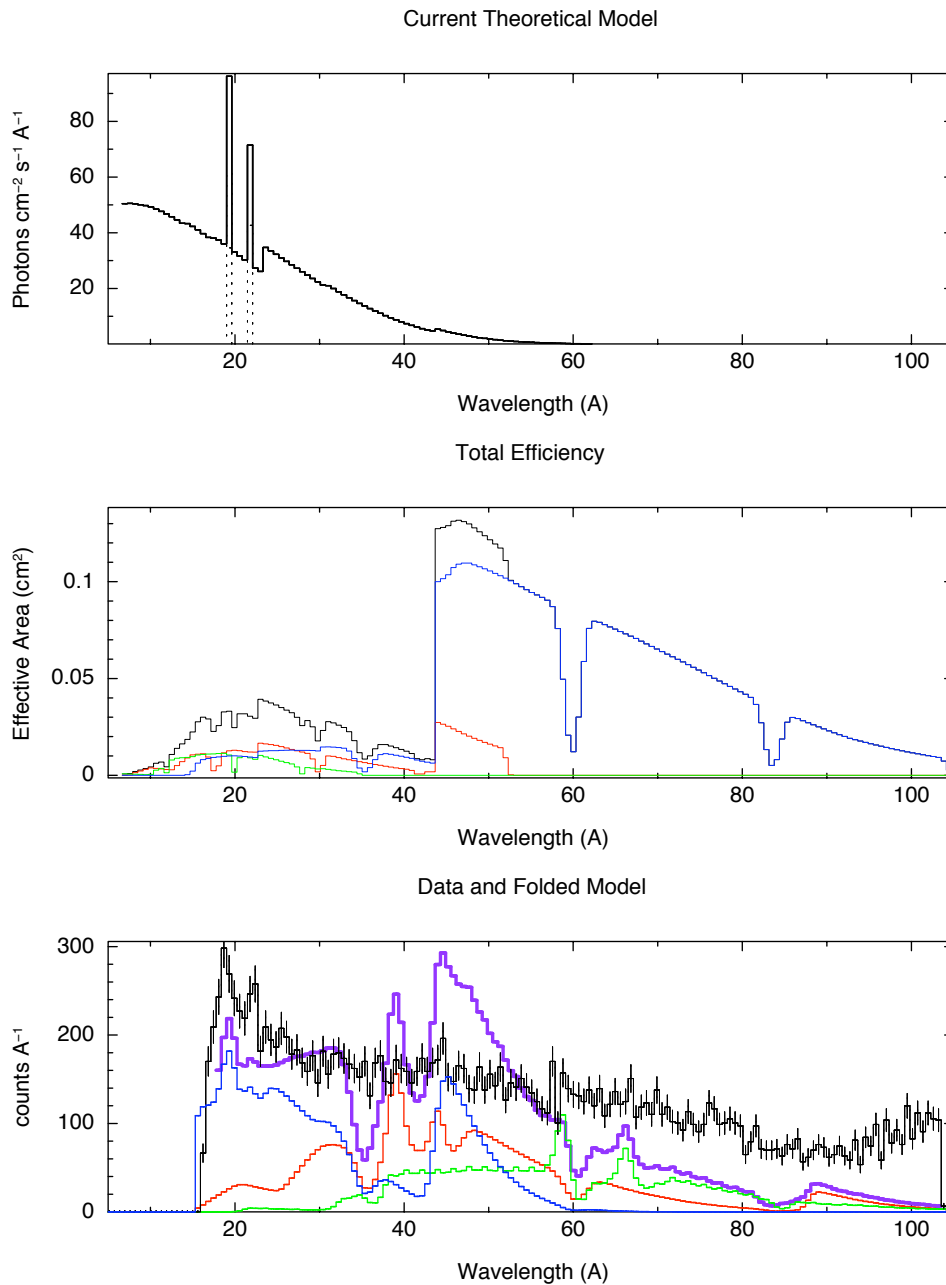 Current Theoretical Model
Photons cm⁻² s⁻¹ A⁻¹
80
60
40
20
20 40 60 80 100
Wavelength (A)
Total Efficiency
Effective Area (cm²)
0.1
0.05
0
20 40 60 80 100
Wavelength (A)
Data and Folded Model
counts A⁻¹
300
200
100
0
20 40 60 80 100
Wavelength (A)